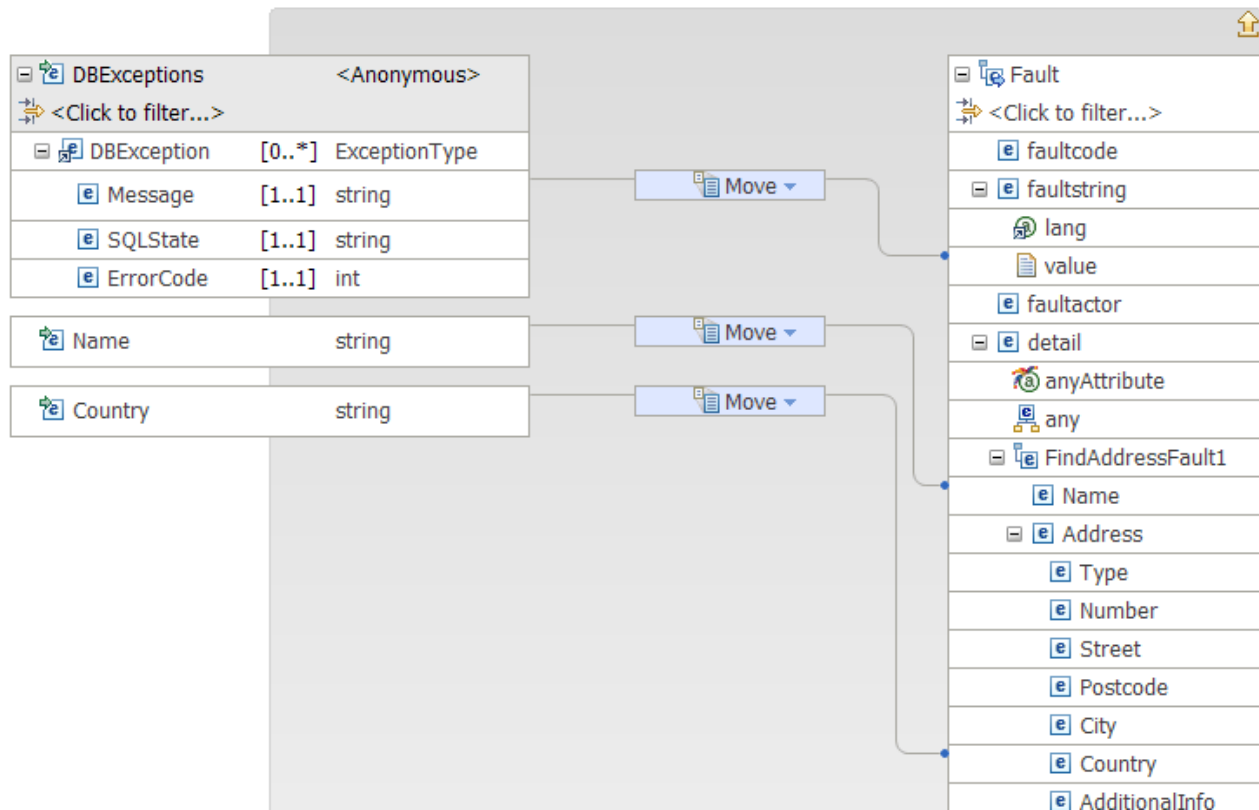 DBExceptions <Anonymous>
<Click to filter...>
DBException [0..*] ExceptionType
Message [1..1] string
SQLState [1..1] string
ErrorCode [1..1] int
Name string
Country string
Move
Move
Move
Fault
<Click to filter...>
faultcode
faultstring
lang
value
faultactor
detail
anyAttribute
any
FindAddressFault1
Name
Address
Type
Number
Street
Postcode
City
Country
AdditionalInfo